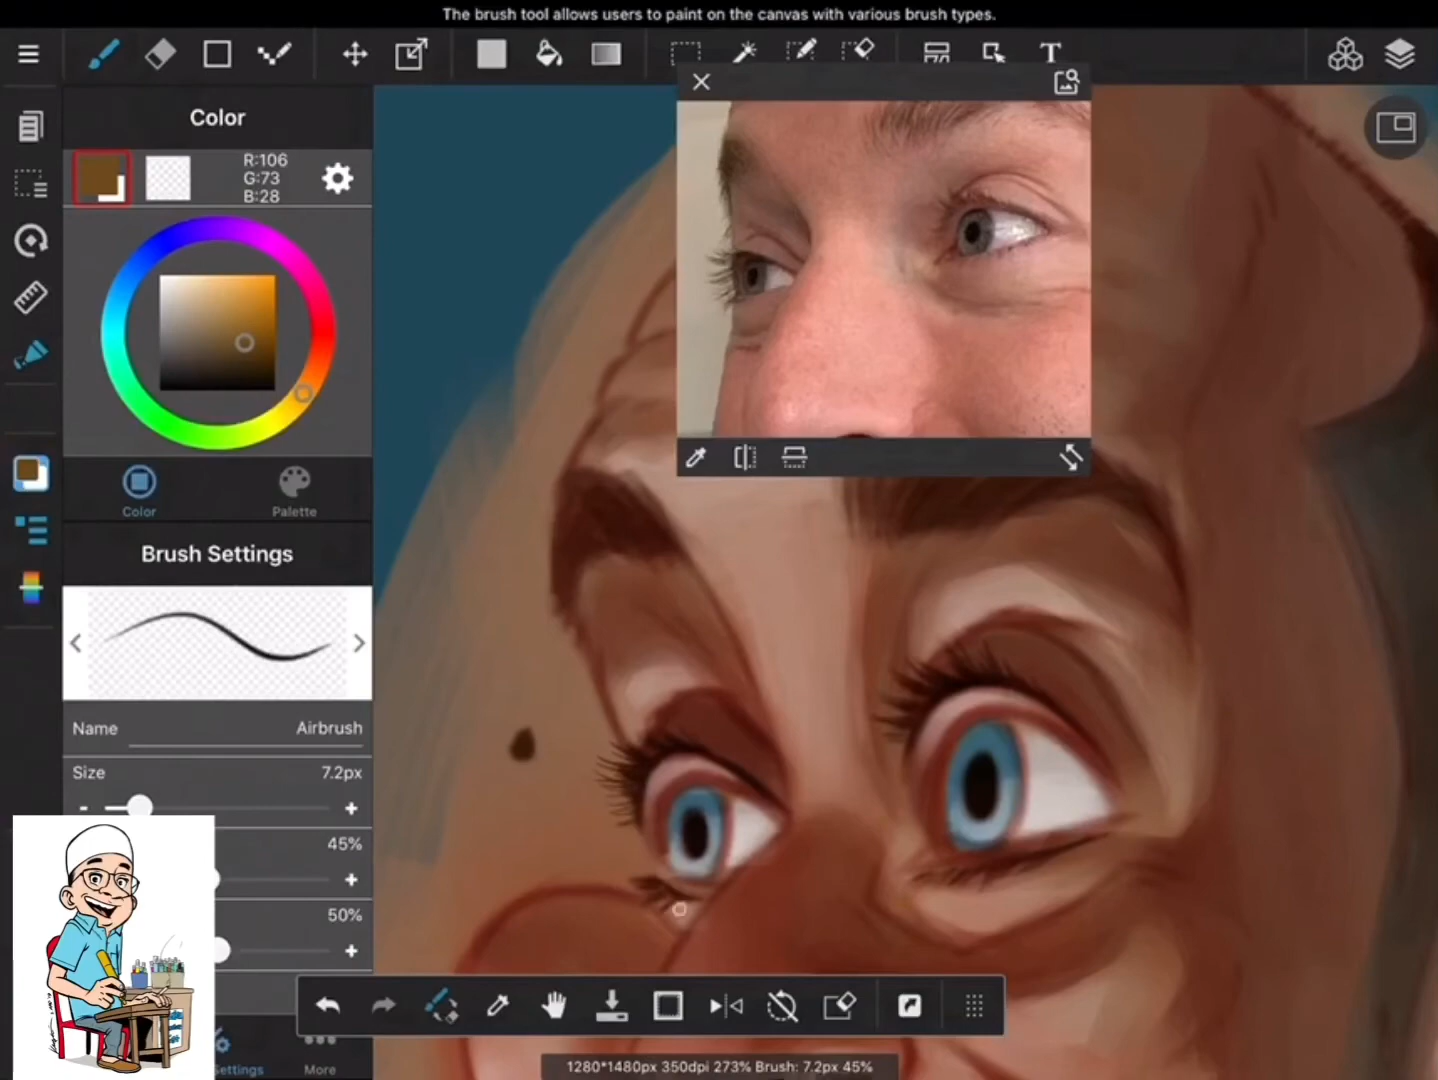 The brush tool allows users to paint on the canvas with various brush types.
T
Color
R:106
G:73
B:28
Color
Palette
Brush Settings
Name
Airbrush
Size
7.2px
-
+
45%
+
50%
+
ettings
More
1280*1480px 350dpi 273% Brush: 7.2px 45%